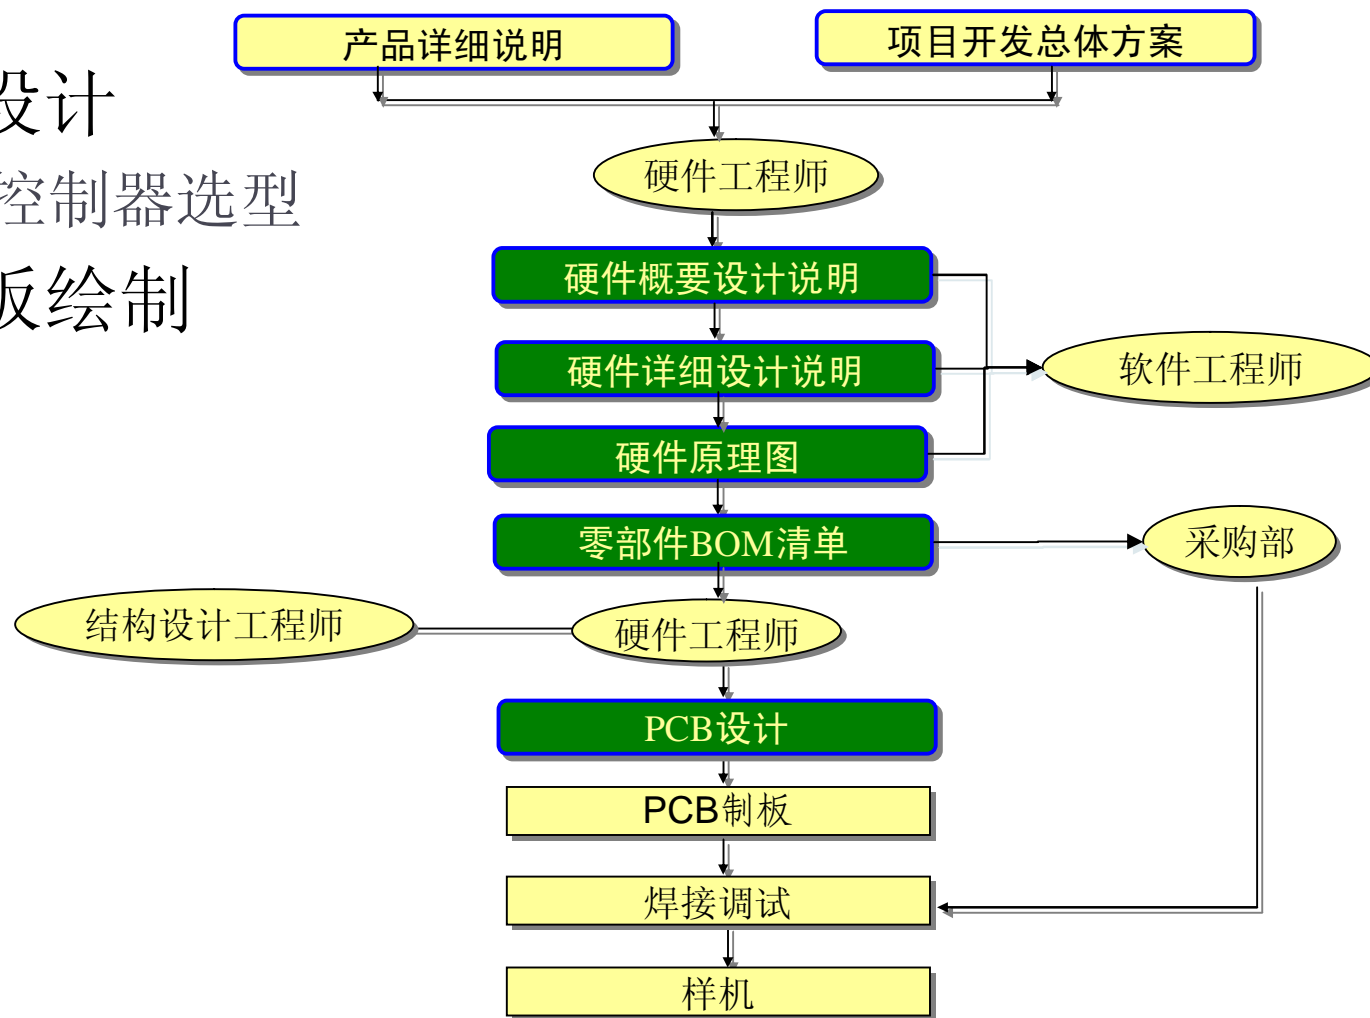 产品详细说明
项目开发总体方案
设计
控制器选型
板绘制
硬件工程师
硬件概要设计说明
硬件详细设计说明
软件工程师
硬件原理图
零部件BOM清单
采购部
结构设计工程师
硬件工程师
PCB设计
PCB制板
焊接调试
样机